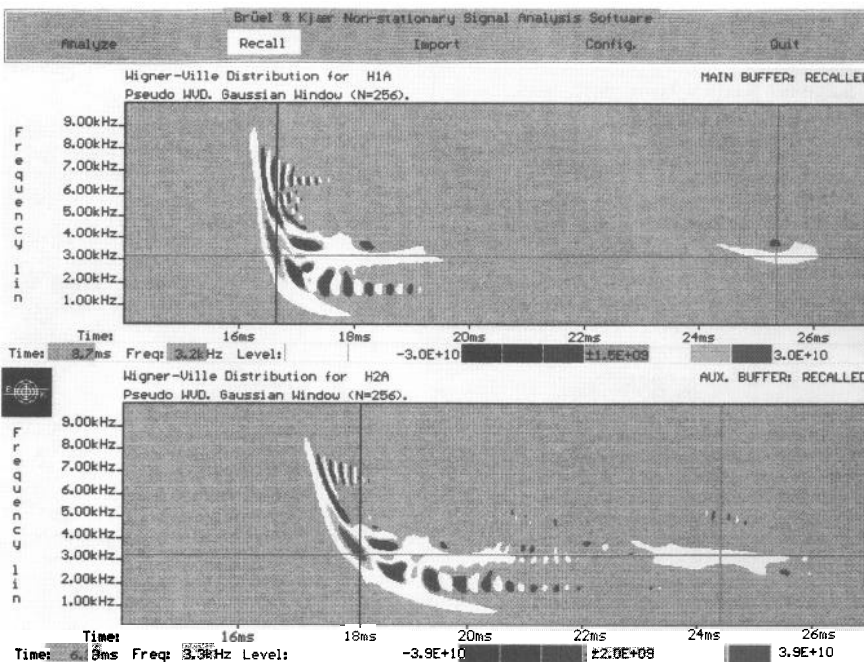 Brüel & Kjær Non-stationary Signal Analysis Software
Analyze Recall Import Config. Quit
Wigner-Ville Distribution for H1A MAIN BUFFER: RECALLED
Pseudo WVD. Gaussian Window (N=256).
Frequency lin
9.00kHz
8.00kHz
7.00kHz
6.00kHz
5.00kHz
4.00kHz
3.00kHz
2.00kHz
1.00kHz
Time: 16ms 18ms 20ms 22ms 24ms 26ms
Time: 8.7ms Freq: 3.2kHz Level: -3.0E+10 ±1.5E+09 3.0E+10
Wigner-Ville Distribution for H2A AUX. BUFFER: RECALLED
Pseudo WVD. Gaussian Window (N=256).
Frequency lin
9.00kHz
8.00kHz
7.00kHz
6.00kHz
5.00kHz
4.00kHz
3.00kHz
2.00kHz
1.00kHz
Time: 16ms 18ms 20ms 22ms 24ms 26ms
Time: Freq: 3.3kHz Level: -3.9E+10 ±2.0E+09 3.9E+10